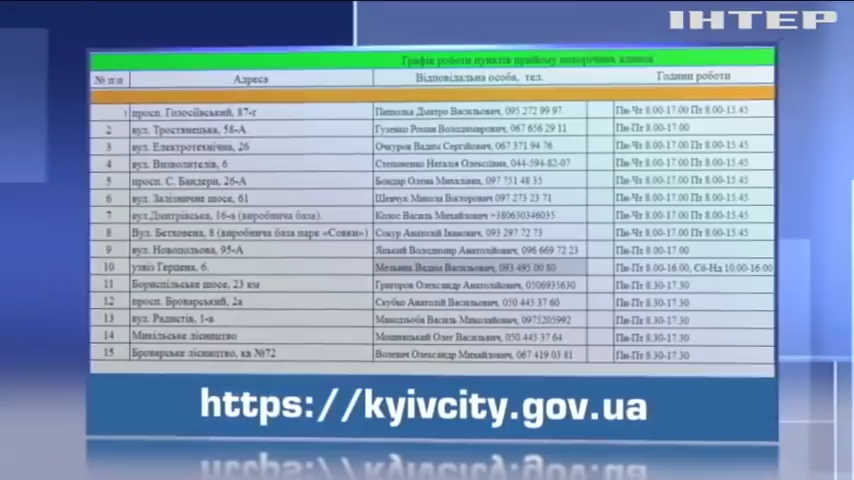 ІНТЕР
Графік роботи пунктів прийому новорічних ялинок
№ п/п Адреса Відповідальна особа, тел. Години роботи
1 просп. Голосіївський, 87-г Дмитро Васильович, 095 272 99 97 Пн-Чт 8.00-17.00 Пт 8.00-15.45
2 вул. Тростянецька, 58-А Гузенко Роман Володимирович, 067 656 29 11 Пн-Пт 8.00-17.00
3 вул. Електротехнічна, 26 Очкуров Вадим Сергійович, 067 371 94 76 Пн-Чт 8.00-17.00 Пт 8.00-15.45
4 вул. Визволителів, 6 Степоненко Наталія Олексіївна, 044-594-82-07 Пн-Чт 8.00-17.00 Пт 8.00-15.45
5 просп. С. Бандери, 26-А Бондар Олена Михайлівна, 097 751 48 35 Пн-Чт 8.00-17.00 Пт 8.00-15.45
6 вул. Залізничне шосе, 61 Шевчук Микола Вікторович 097 273 23 71 Пн-Чт 8.00-17.00 Пт 8.00-15.45
7 вул.Дмитрівська, 16-а (виробнича база). Колос Василь Михайлович +380630346035 Пн-Чт 8.00-17.00 Пт 8.00-15.45
8 Вул. Бетховена, 8 (виробнича база парк «Совки») Сокур Анатолій Іванович, 093 297 72 73 Пн-Чт 8.00-17.00 Пт 8.00-15.45
9 вул. Новопольова, 95-А Яцький Володимир Анатолійович, 096 669 72 23 Пн-Пт 8.00-17.00
10 узвіз Герцена, 6. Мельник Вадим Васильович, 093 495 00 80 Пн-Пт 8.00-16.00, Сб-Нд 10.00-16.00
11 Бориспільське шосе, 23 км Григоров Олександр Анатолійович, 0506935630 Пн-Пт 8.30-17.30
12 просп. Броварський, 2а Скубко Анатолій Васильович, 050 445 37 60 Пн-Пт 8.30-17.30
13 вул. Радистів, 1-в Василь Миколайович, 0975205992 Пн-Пт 8.30-17.30
14 Микільське лісництво Олег Васильович, 050 445 37 64 Пн-Пт 8.30-17.30
15 Броварське лісництво, кв №72 Волевич Олександр Михайлович, 067 419 03 81 Пн-Пт 8.30-17.30
https://kyivcity.gov.ua